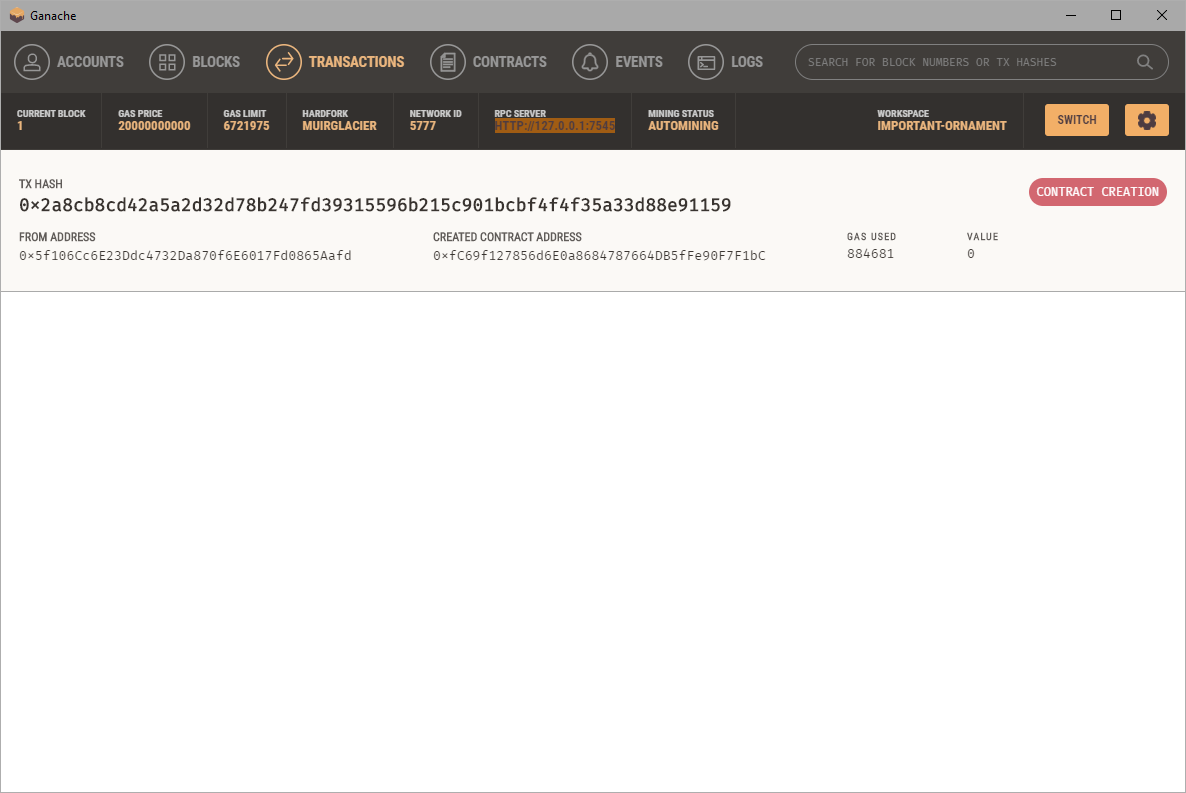 Ganache
ACCOUNTS BLOCKS TRANSACTIONS CONTRACTS EVENTS LOGS SEARCH FOR BLOCK NUMBERS OR TX HASHES
CURRENT BLOCK GAS PRICE GAS LIMIT HARDFORK NETWORK ID RPC SERVER MINING STATUS WORKSPACE
1 20000000000 6721975 MUIRGLACIER 5777 HTTP://127.0.0.1:7545 AUTOMINING IMPORTANT-ORNAMENT SWITCH
TX HASH
0×2a8cb8cd42a5a2d32d78b247fd39315596b215c901bcbf4f4f35a33d88e91159 CONTRACT CREATION
FROM ADDRESS CREATED CONTRACT ADDRESS GAS USED VALUE
0×5f106Cc6E23Ddc4732Da870f6E6017Fd0865Aafd 0×fC69f127856d6E0a8684787664DB5fFe90F7F1bC 884681 0